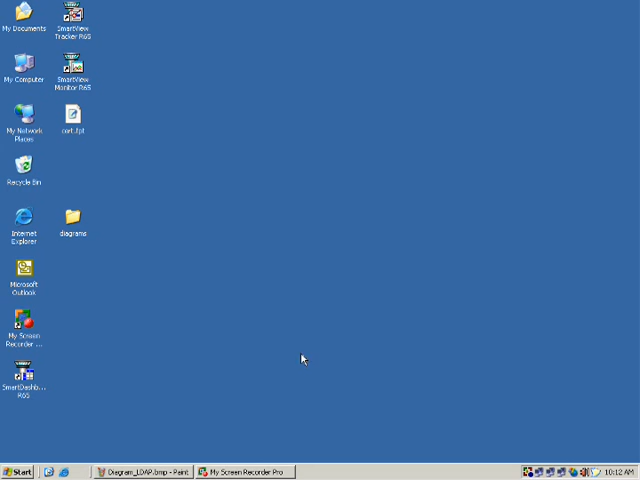 My Documents
SmartView
Tracker R65
My Computer
SmartView
Monitor R65
My Network
Places
cert.fpt
Recycle Bin
Internet
Explorer
diagrams
Microsoft
Outlook
My Screen
Recorder ...
SmartDashb...
R65
Start
Diagram_LDAP.bmp - Paint
My Screen Recorder Pro
10:12 AM